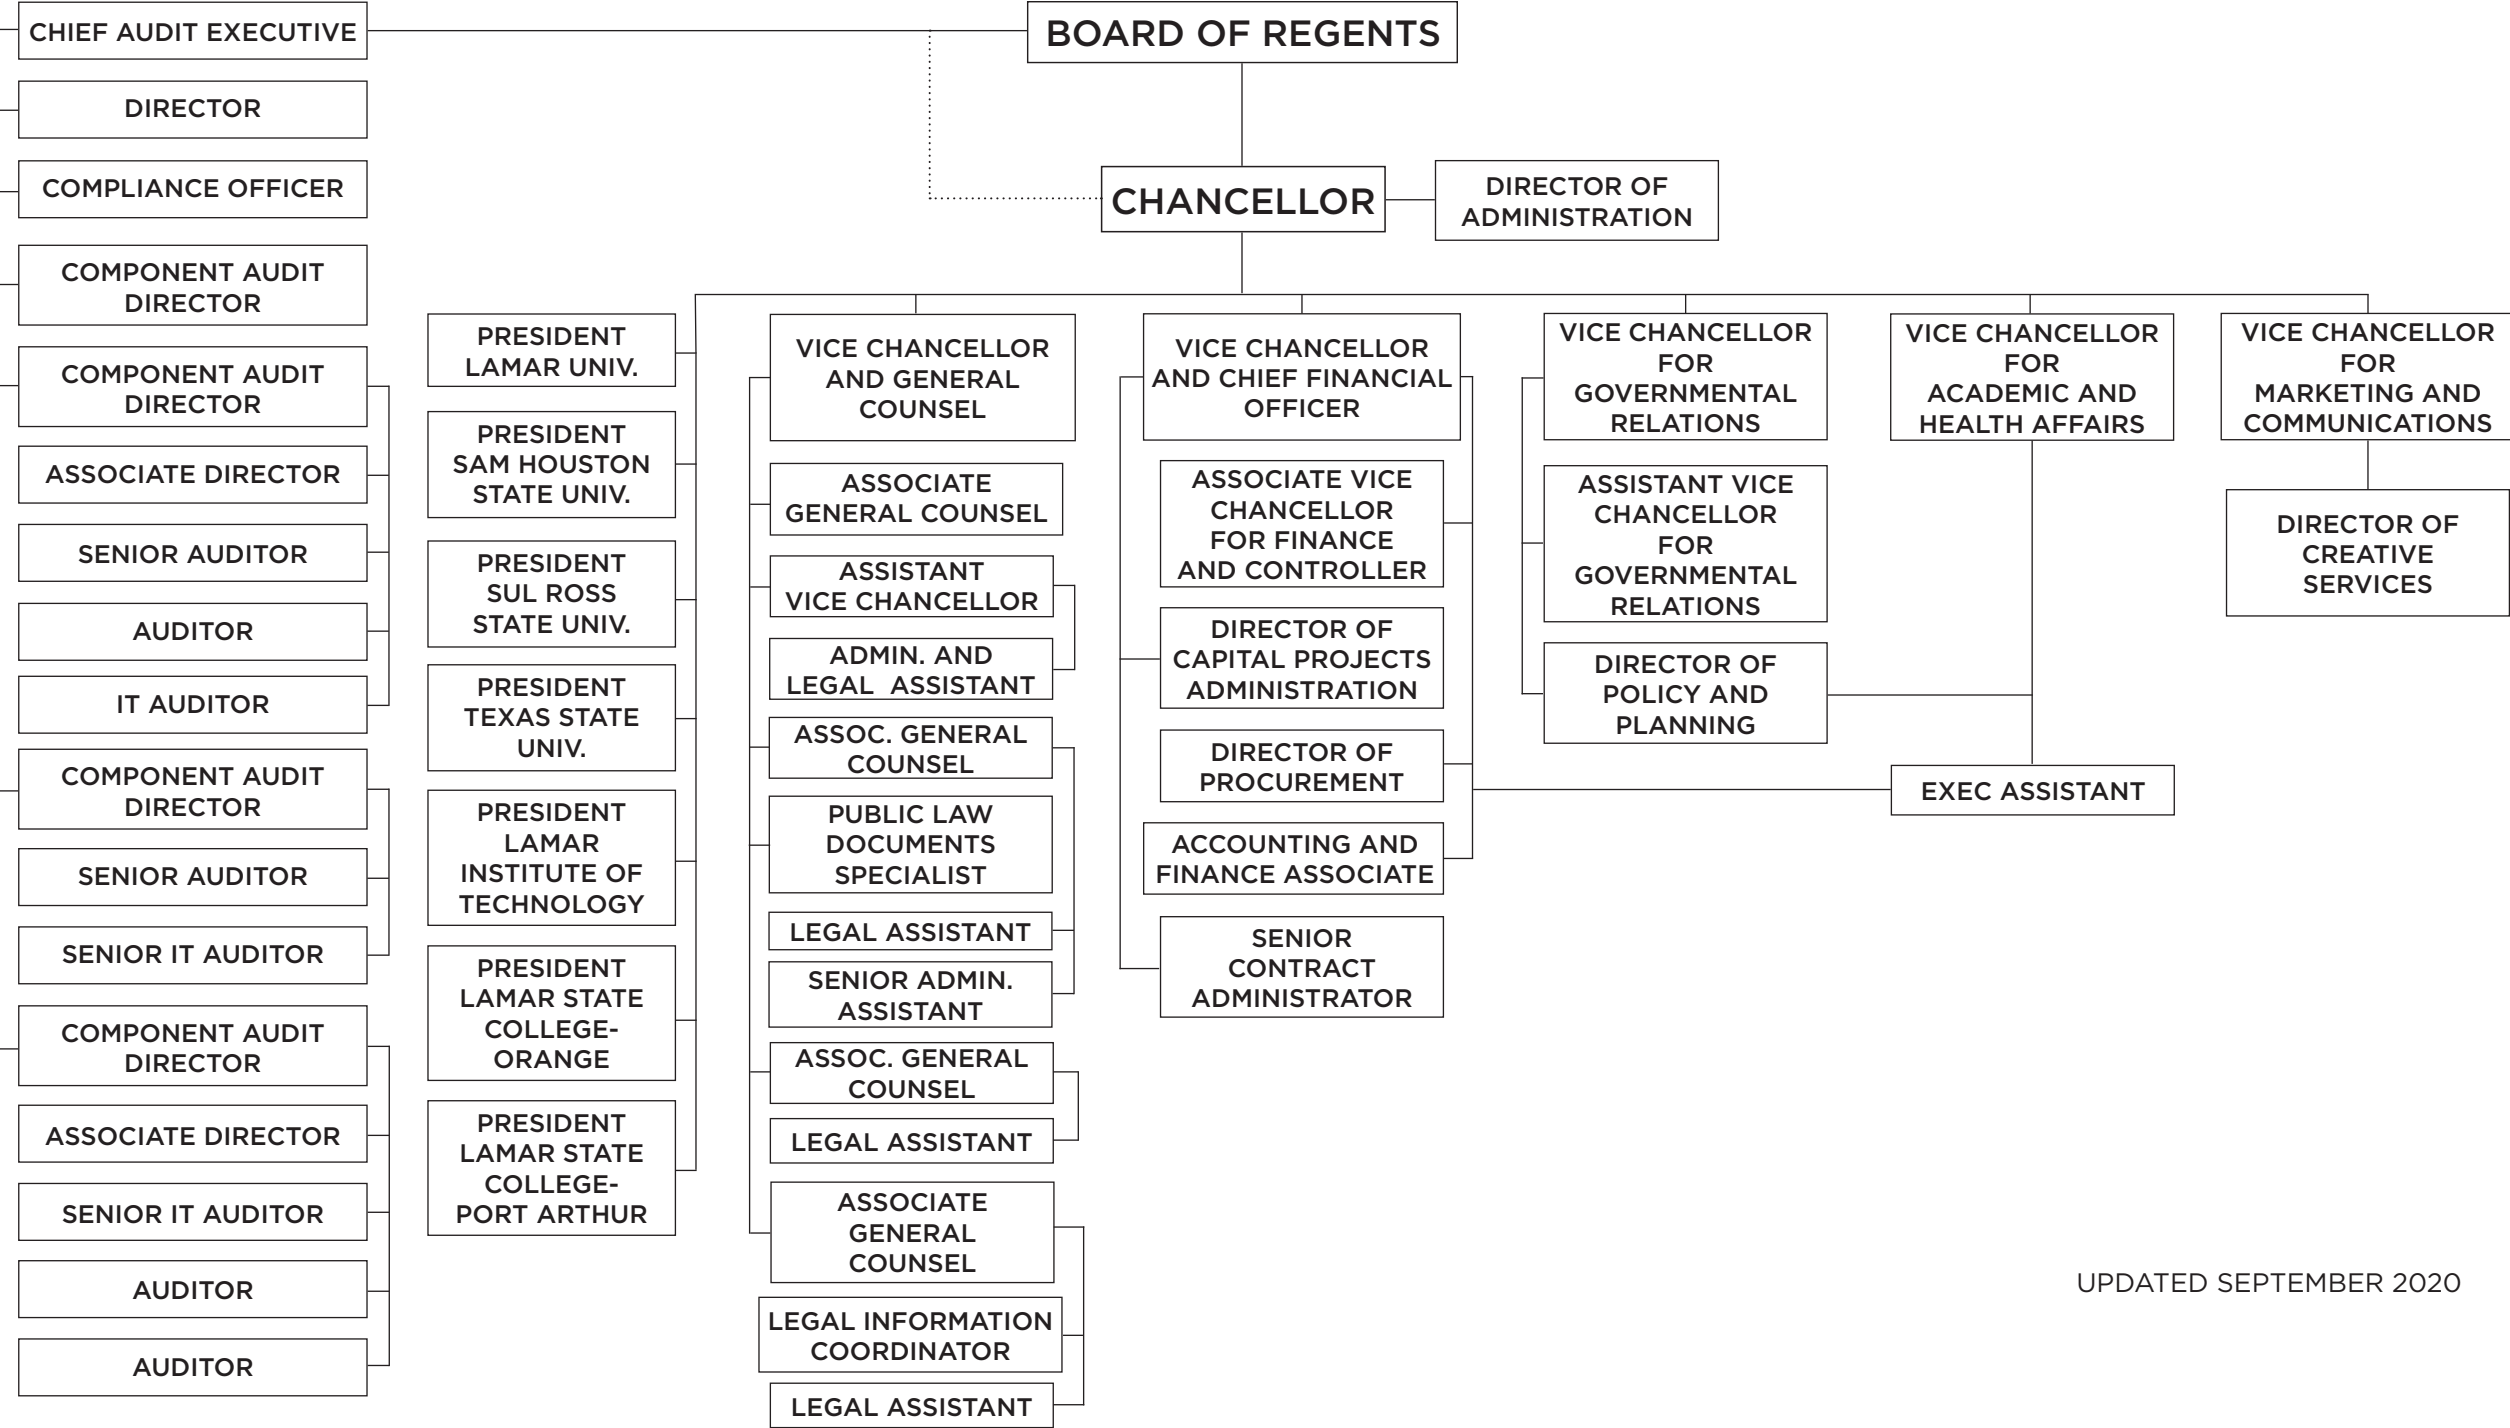 CHIEF AUDIT EXECUTIVE
BOARD OF REGENTS
DIRECTOR
COMPLIANCE OFFICER
CHANCELLOR
DIRECTOR OF
ADMINISTRATION
COMPONENT AUDIT
DIRECTOR
COMPONENT AUDIT
DIRECTOR
ASSOCIATE DIRECTOR
SENIOR AUDITOR
AUDITOR
IT AUDITOR
COMPONENT AUDIT
DIRECTOR
SENIOR AUDITOR
SENIOR IT AUDITOR
COMPONENT AUDIT
DIRECTOR
ASSOCIATE DIRECTOR
SENIOR IT AUDITOR
AUDITOR
AUDITOR
PRESIDENT
LAMAR UNIV.
PRESIDENT
SAM HOUSTON
STATE UNIV.
PRESIDENT
SUL ROSS
STATE UNIV.
PRESIDENT
TEXAS STATE
UNIV.
PRESIDENT
LAMAR
INSTITUTE OF
TECHNOLOGY
PRESIDENT
LAMAR STATE
COLLEGE-
ORANGE
PRESIDENT
LAMAR STATE
COLLEGE-
PORT ARTHUR
VICE CHANCELLOR
AND GENERAL
COUNSEL
ASSOCIATE
GENERAL COUNSEL
ASSISTANT
VICE CHANCELLOR
ADMIN. AND
LEGAL ASSISTANT
ASSOC. GENERAL
COUNSEL
PUBLIC LAW
DOCUMENTS
SPECIALIST
LEGAL ASSISTANT
SENIOR ADMIN.
ASSISTANT
ASSOC. GENERAL
COUNSEL
LEGAL ASSISTANT
ASSOCIATE
GENERAL
COUNSEL
LEGAL INFORMATION
COORDINATOR
LEGAL ASSISTANT
VICE CHANCELLOR
AND CHIEF FINANCIAL
OFFICER
ASSOCIATE VICE
CHANCELLOR
FOR FINANCE
AND CONTROLLER
DIRECTOR OF
CAPITAL PROJECTS
ADMINISTRATION
DIRECTOR OF
PROCUREMENT
ACCOUNTING AND
FINANCE ASSOCIATE
SENIOR
CONTRACT
ADMINISTRATOR
VICE CHANCELLOR
FOR
GOVERNMENTAL
RELATIONS
ASSISTANT VICE
CHANCELLOR
FOR
GOVERNMENTAL
RELATIONS
DIRECTOR OF
POLICY AND
PLANNING
VICE CHANCELLOR
FOR
ACADEMIC AND
HEALTH AFFAIRS
EXEC ASSISTANT
VICE CHANCELLOR
FOR
MARKETING AND
COMMUNICATIONS
DIRECTOR OF
CREATIVE
SERVICES
UPDATED SEPTEMBER 2020